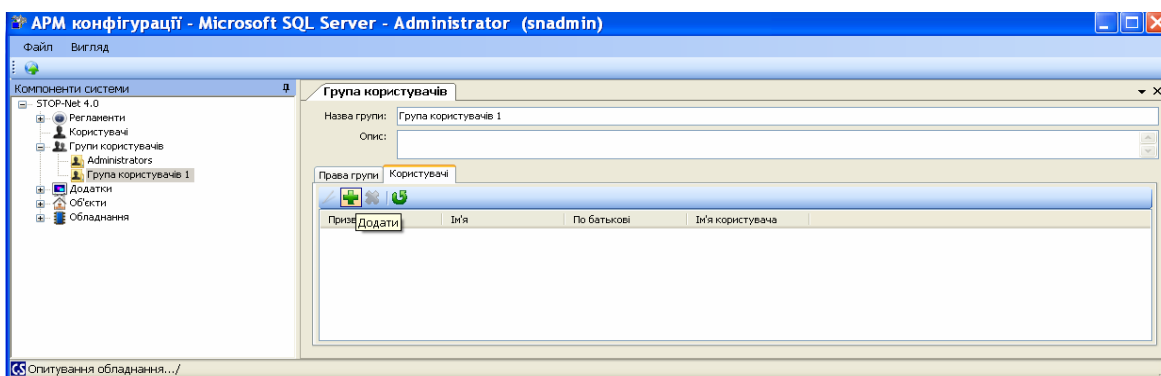 АРМ конфігурації - Microsoft SQL Server - Administrator (snadmin)
Файл Вигляд
Компоненти системи
STOP-Net 4.0
Регламенти
Користувачі
Групи користувачів
Administrators
Група користувачів 1
Додатки
Об'єкти
Обладнання
Група користувачів
Назва групи: Група користувачів 1
Опис:
Права групи Користувачі
Додати
Ім'я По батькові Ім'я користувача
Опитування обладнання.../